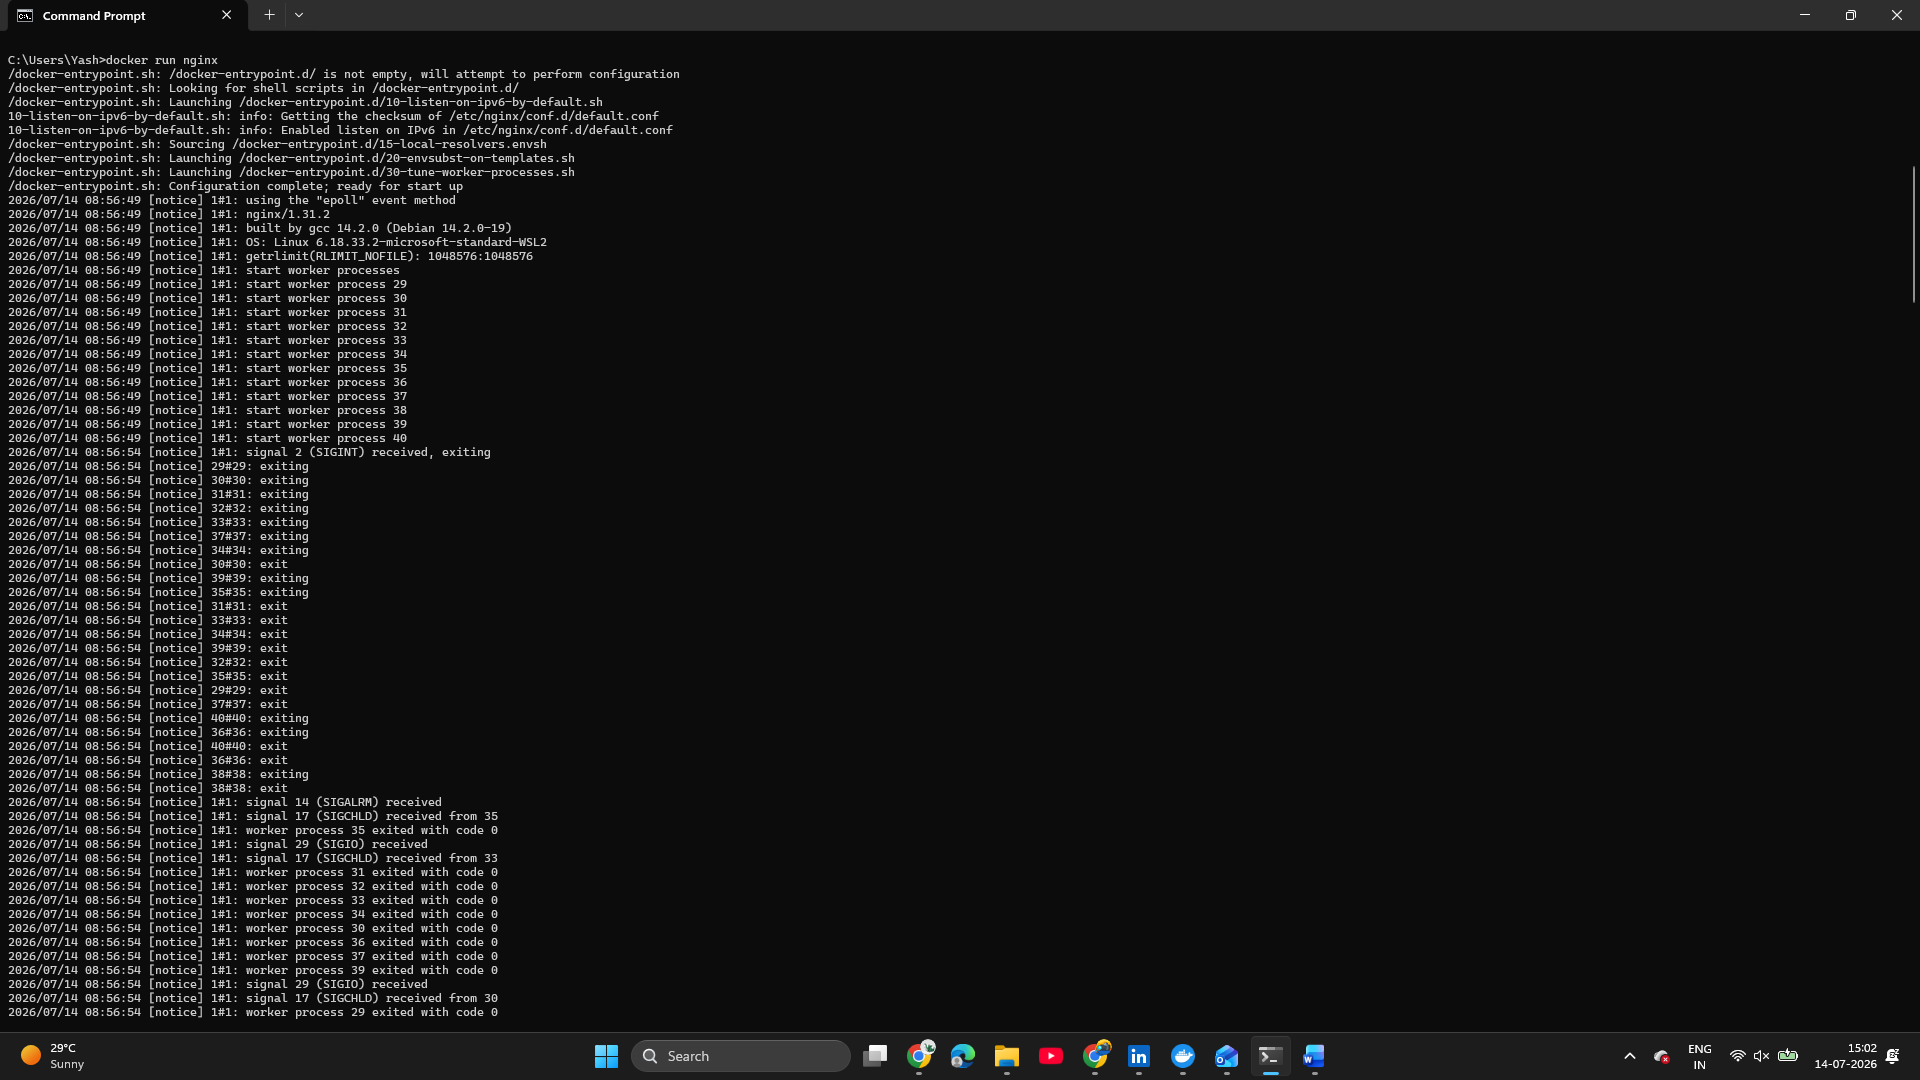 Command Prompt
C:\Users\Yash>docker run nginx
/docker-entrypoint.sh: /docker-entrypoint.d/ is not empty, will attempt to perform configuration
/docker-entrypoint.sh: Looking for shell scripts in /docker-entrypoint.d/
/docker-entrypoint.sh: Launching /docker-entrypoint.d/10-listen-on-ipv6-by-default.sh
10-listen-on-ipv6-by-default.sh: info: Getting the checksum of /etc/nginx/conf.d/default.conf
10-listen-on-ipv6-by-default.sh: info: Enabled listen on IPv6 in /etc/nginx/conf.d/default.conf
/docker-entrypoint.sh: Sourcing /docker-entrypoint.d/15-local-resolvers.envsh
/docker-entrypoint.sh: Launching /docker-entrypoint.d/20-envsubst-on-templates.sh
/docker-entrypoint.sh: Launching /docker-entrypoint.d/30-tune-worker-processes.sh
/docker-entrypoint.sh: Configuration complete; ready for start up
2026/07/14 08:56:49 [notice] 1#1: using the "epoll" event method
2026/07/14 08:56:49 [notice] 1#1: nginx/1.31.2
2026/07/14 08:56:49 [notice] 1#1: built by gcc 14.2.0 (Debian 14.2.0-19)
2026/07/14 08:56:49 [notice] 1#1: OS: Linux 6.18.33.2-microsoft-standard-WSL2
2026/07/14 08:56:49 [notice] 1#1: getrlimit(RLIMIT_NOFILE): 1048576:1048576
2026/07/14 08:56:49 [notice] 1#1: start worker processes
2026/07/14 08:56:49 [notice] 1#1: start worker process 29
2026/07/14 08:56:49 [notice] 1#1: start worker process 30
2026/07/14 08:56:49 [notice] 1#1: start worker process 31
2026/07/14 08:56:49 [notice] 1#1: start worker process 32
2026/07/14 08:56:49 [notice] 1#1: start worker process 33
2026/07/14 08:56:49 [notice] 1#1: start worker process 34
2026/07/14 08:56:49 [notice] 1#1: start worker process 35
2026/07/14 08:56:49 [notice] 1#1: start worker process 36
2026/07/14 08:56:49 [notice] 1#1: start worker process 37
2026/07/14 08:56:49 [notice] 1#1: start worker process 38
2026/07/14 08:56:49 [notice] 1#1: start worker process 39
2026/07/14 08:56:49 [notice] 1#1: start worker process 40
2026/07/14 08:56:54 [notice] 1#1: signal 2 (SIGINT) received, exiting
2026/07/14 08:56:54 [notice] 29#29: exiting
2026/07/14 08:56:54 [notice] 30#30: exiting
2026/07/14 08:56:54 [notice] 31#31: exiting
2026/07/14 08:56:54 [notice] 32#32: exiting
2026/07/14 08:56:54 [notice] 33#33: exiting
2026/07/14 08:56:54 [notice] 37#37: exiting
2026/07/14 08:56:54 [notice] 34#34: exiting
2026/07/14 08:56:54 [notice] 30#30: exit
2026/07/14 08:56:54 [notice] 39#39: exiting
2026/07/14 08:56:54 [notice] 35#35: exiting
2026/07/14 08:56:54 [notice] 31#31: exit
2026/07/14 08:56:54 [notice] 33#33: exit
2026/07/14 08:56:54 [notice] 34#34: exit
2026/07/14 08:56:54 [notice] 39#39: exit
2026/07/14 08:56:54 [notice] 32#32: exit
2026/07/14 08:56:54 [notice] 35#35: exit
2026/07/14 08:56:54 [notice] 29#29: exit
2026/07/14 08:56:54 [notice] 37#37: exit
2026/07/14 08:56:54 [notice] 40#40: exiting
2026/07/14 08:56:54 [notice] 36#36: exiting
2026/07/14 08:56:54 [notice] 40#40: exit
2026/07/14 08:56:54 [notice] 36#36: exit
2026/07/14 08:56:54 [notice] 38#38: exiting
2026/07/14 08:56:54 [notice] 38#38: exit
2026/07/14 08:56:54 [notice] 1#1: signal 14 (SIGALRM) received
2026/07/14 08:56:54 [notice] 1#1: signal 17 (SIGCHLD) received from 35
2026/07/14 08:56:54 [notice] 1#1: worker process 35 exited with code 0
2026/07/14 08:56:54 [notice] 1#1: signal 29 (SIGIO) received
2026/07/14 08:56:54 [notice] 1#1: signal 17 (SIGCHLD) received from 33
2026/07/14 08:56:54 [notice] 1#1: worker process 31 exited with code 0
2026/07/14 08:56:54 [notice] 1#1: worker process 32 exited with code 0
2026/07/14 08:56:54 [notice] 1#1: worker process 33 exited with code 0
2026/07/14 08:56:54 [notice] 1#1: worker process 34 exited with code 0
2026/07/14 08:56:54 [notice] 1#1: worker process 30 exited with code 0
2026/07/14 08:56:54 [notice] 1#1: worker process 36 exited with code 0
2026/07/14 08:56:54 [notice] 1#1: worker process 37 exited with code 0
2026/07/14 08:56:54 [notice] 1#1: worker process 39 exited with code 0
2026/07/14 08:56:54 [notice] 1#1: signal 29 (SIGIO) received
2026/07/14 08:56:54 [notice] 1#1: signal 17 (SIGCHLD) received from 30
2026/07/14 08:56:54 [notice] 1#1: worker process 29 exited with code 0
29°C
Sunny
Search
ENG
IN
15:02
14-07-2026